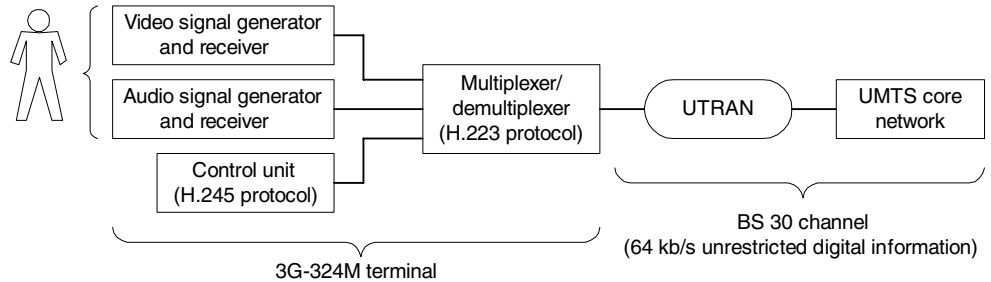 Video signal generator
and receiver
Audio signal generator
and receiver
Control unit
(H.245 protocol)
Multiplexer/
demultiplexer
(H.223 protocol)
UTRAN
UMTS core
network
3G-324M terminal
BS 30 channel
(64 kb/s unrestricted digital information)